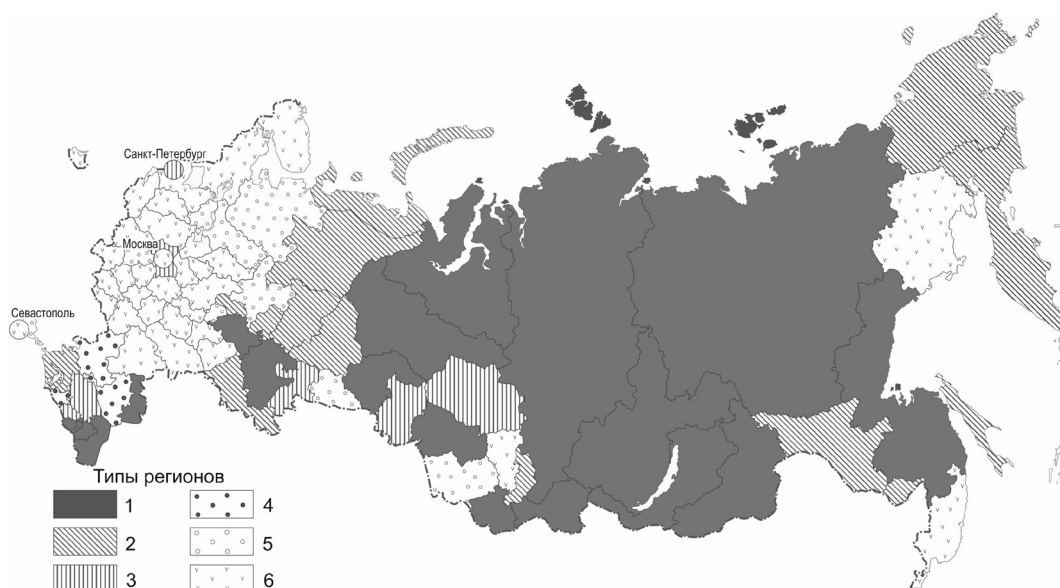 Санкт-Петербург
Москва
Севастополь
Типы регионов
1 4
2 5
3 6